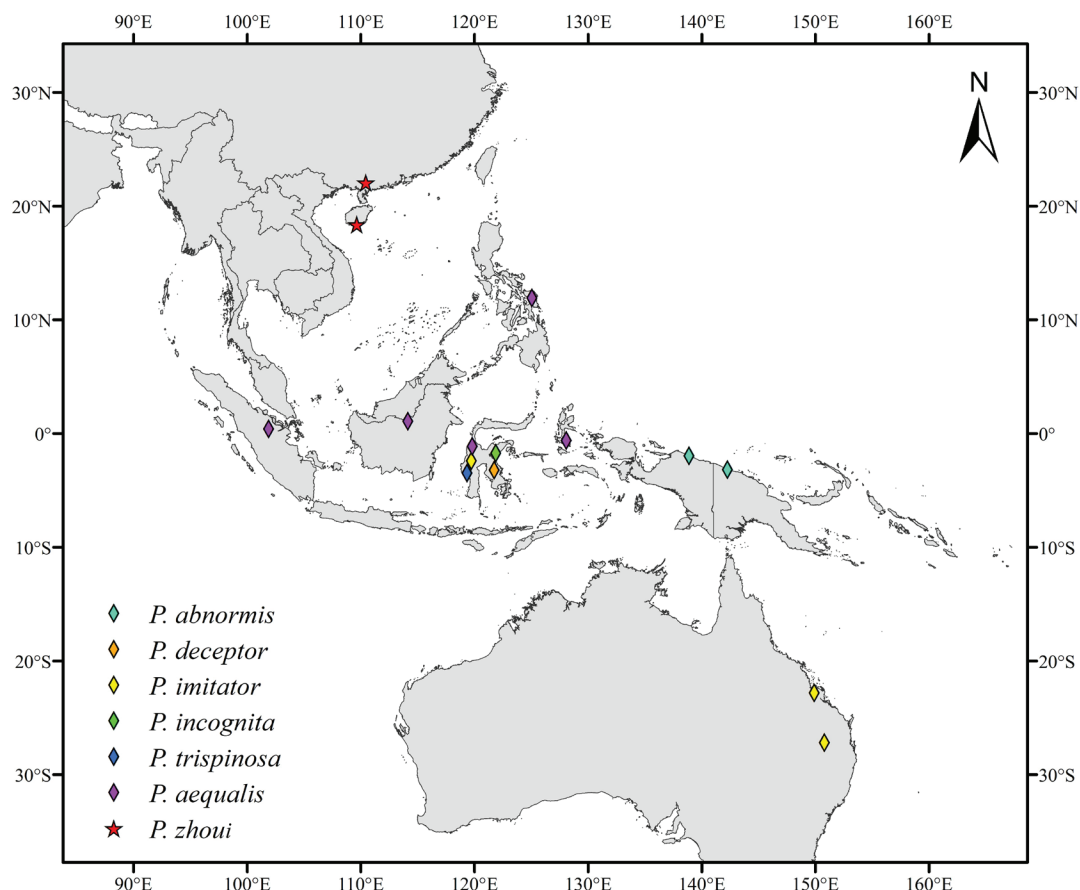 90°E 100°E 110°E 120°E 130°E 140°E 150°E 160°E
N
30°N 30°N
20°N 20°N
10°N 10°N
0° 0°
10°S 10°S
P. abnormis
P. deceptor
20°S 20°S
P. imitator
P. incognita
P. trispinosa
30°S 30°S
P. aequalis
P. zhoui
90°E 100°E 110°E 120°E 130°E 140°E 150°E 160°E